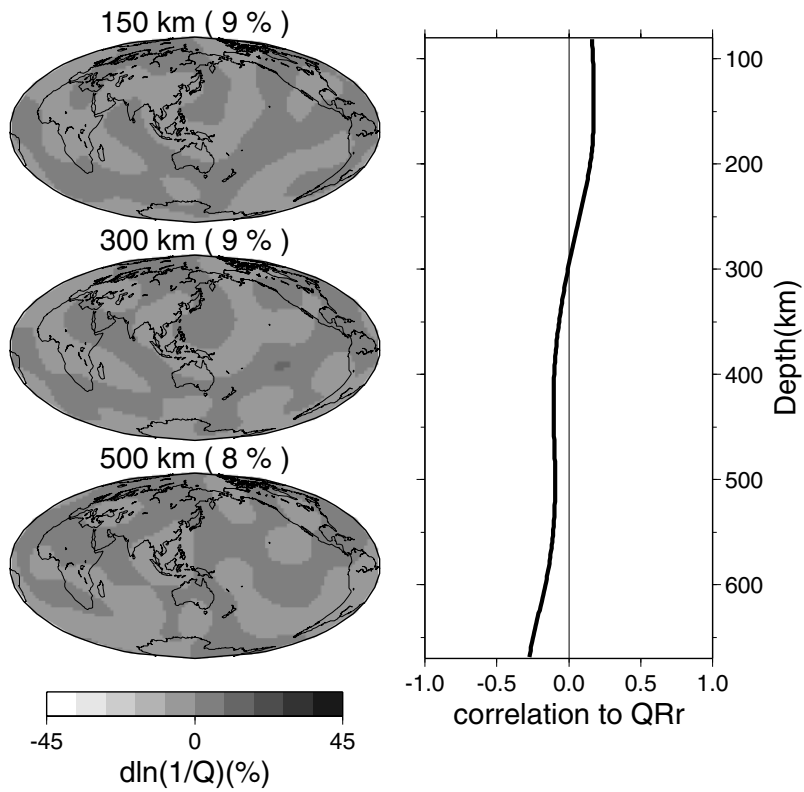 150 km ( 9 % )
300 km ( 9 % )
500 km ( 8 % )
-45
0
45
dln(1/Q)(%)
100
200
300
400
500
600
Depth(km)
-1.0
-0.5
0.0
0.5
1.0
correlation to QRr